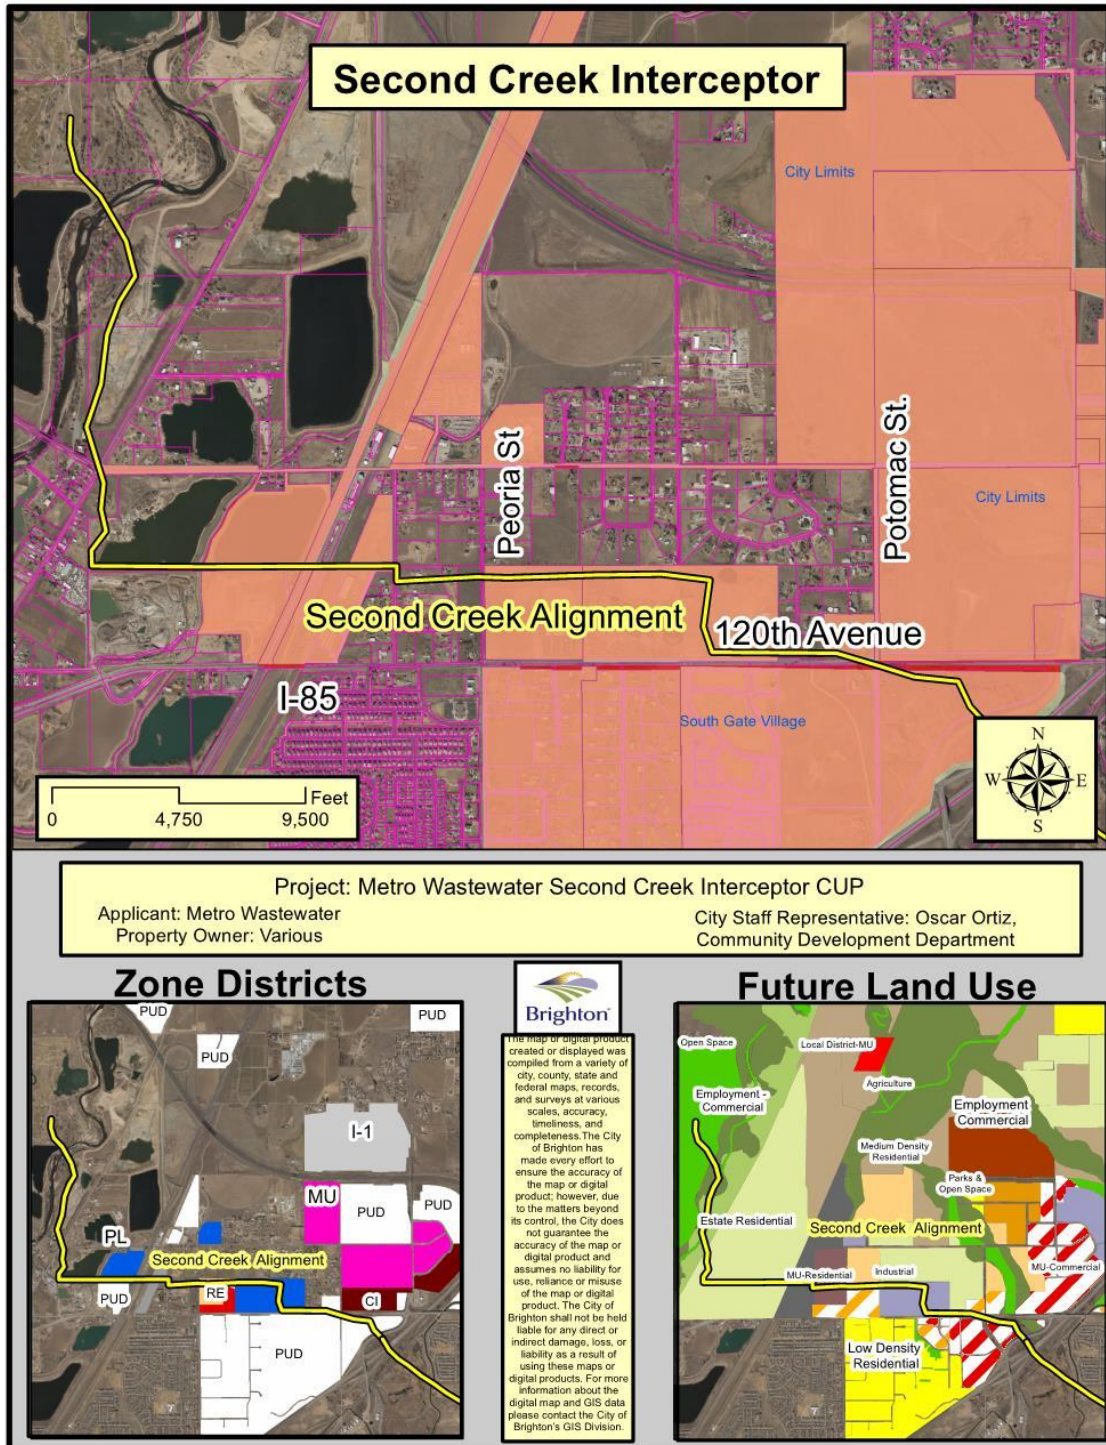 Second Creek Interceptor
City Limits
Peoria St
Potomac St.
City Limits
Second Creek Alignment
120th Avenue
I-85
South Gate Village
N
W E
S
Feet
0 4,750 9,500
Project: Metro Wastewater Second Creek Interceptor CUP
Applicant: Metro Wastewater
Property Owner: Various
City Staff Representative: Oscar Ortiz,
Community Development Department
Zone Districts
PUD
PUD
PUD
I-1
MU
PUD
PUD
PL
Second Creek Alignment
PUD
RE
CI
PUD
Brighton
The map or digital product
created or displayed was
compiled from a variety of
city, county, state and
federal maps, records,
and surveys at various
scales, accuracy,
timeliness, and
completeness.The City
of Brighton has
made every effort to
ensure the accuracy of
the map or digital
product; however, due
to the matters beyond
its control, the City does
not guarantee the
accuracy of the map or
digital product and
assumes no liability for
use, reliance or misuse
of the map or digital
product. The City of
Brighton shall not be held
liable for any direct or
indirect damage, loss, or
liability as a result of
using these maps or
digital products. For more
information about the
digital map and GIS data
please contact the City of
Brighton's GIS Division.
Future Land Use
Open Space
Local District-MU
Agriculture
Employment -
Commercial
Employment
Commercial
Medium Density
Residential
Parks &
Open Space
Estate Residential
Second Creek Alignment
MU-Residential
Industrial
MU-Commercial
Low Density
Residential